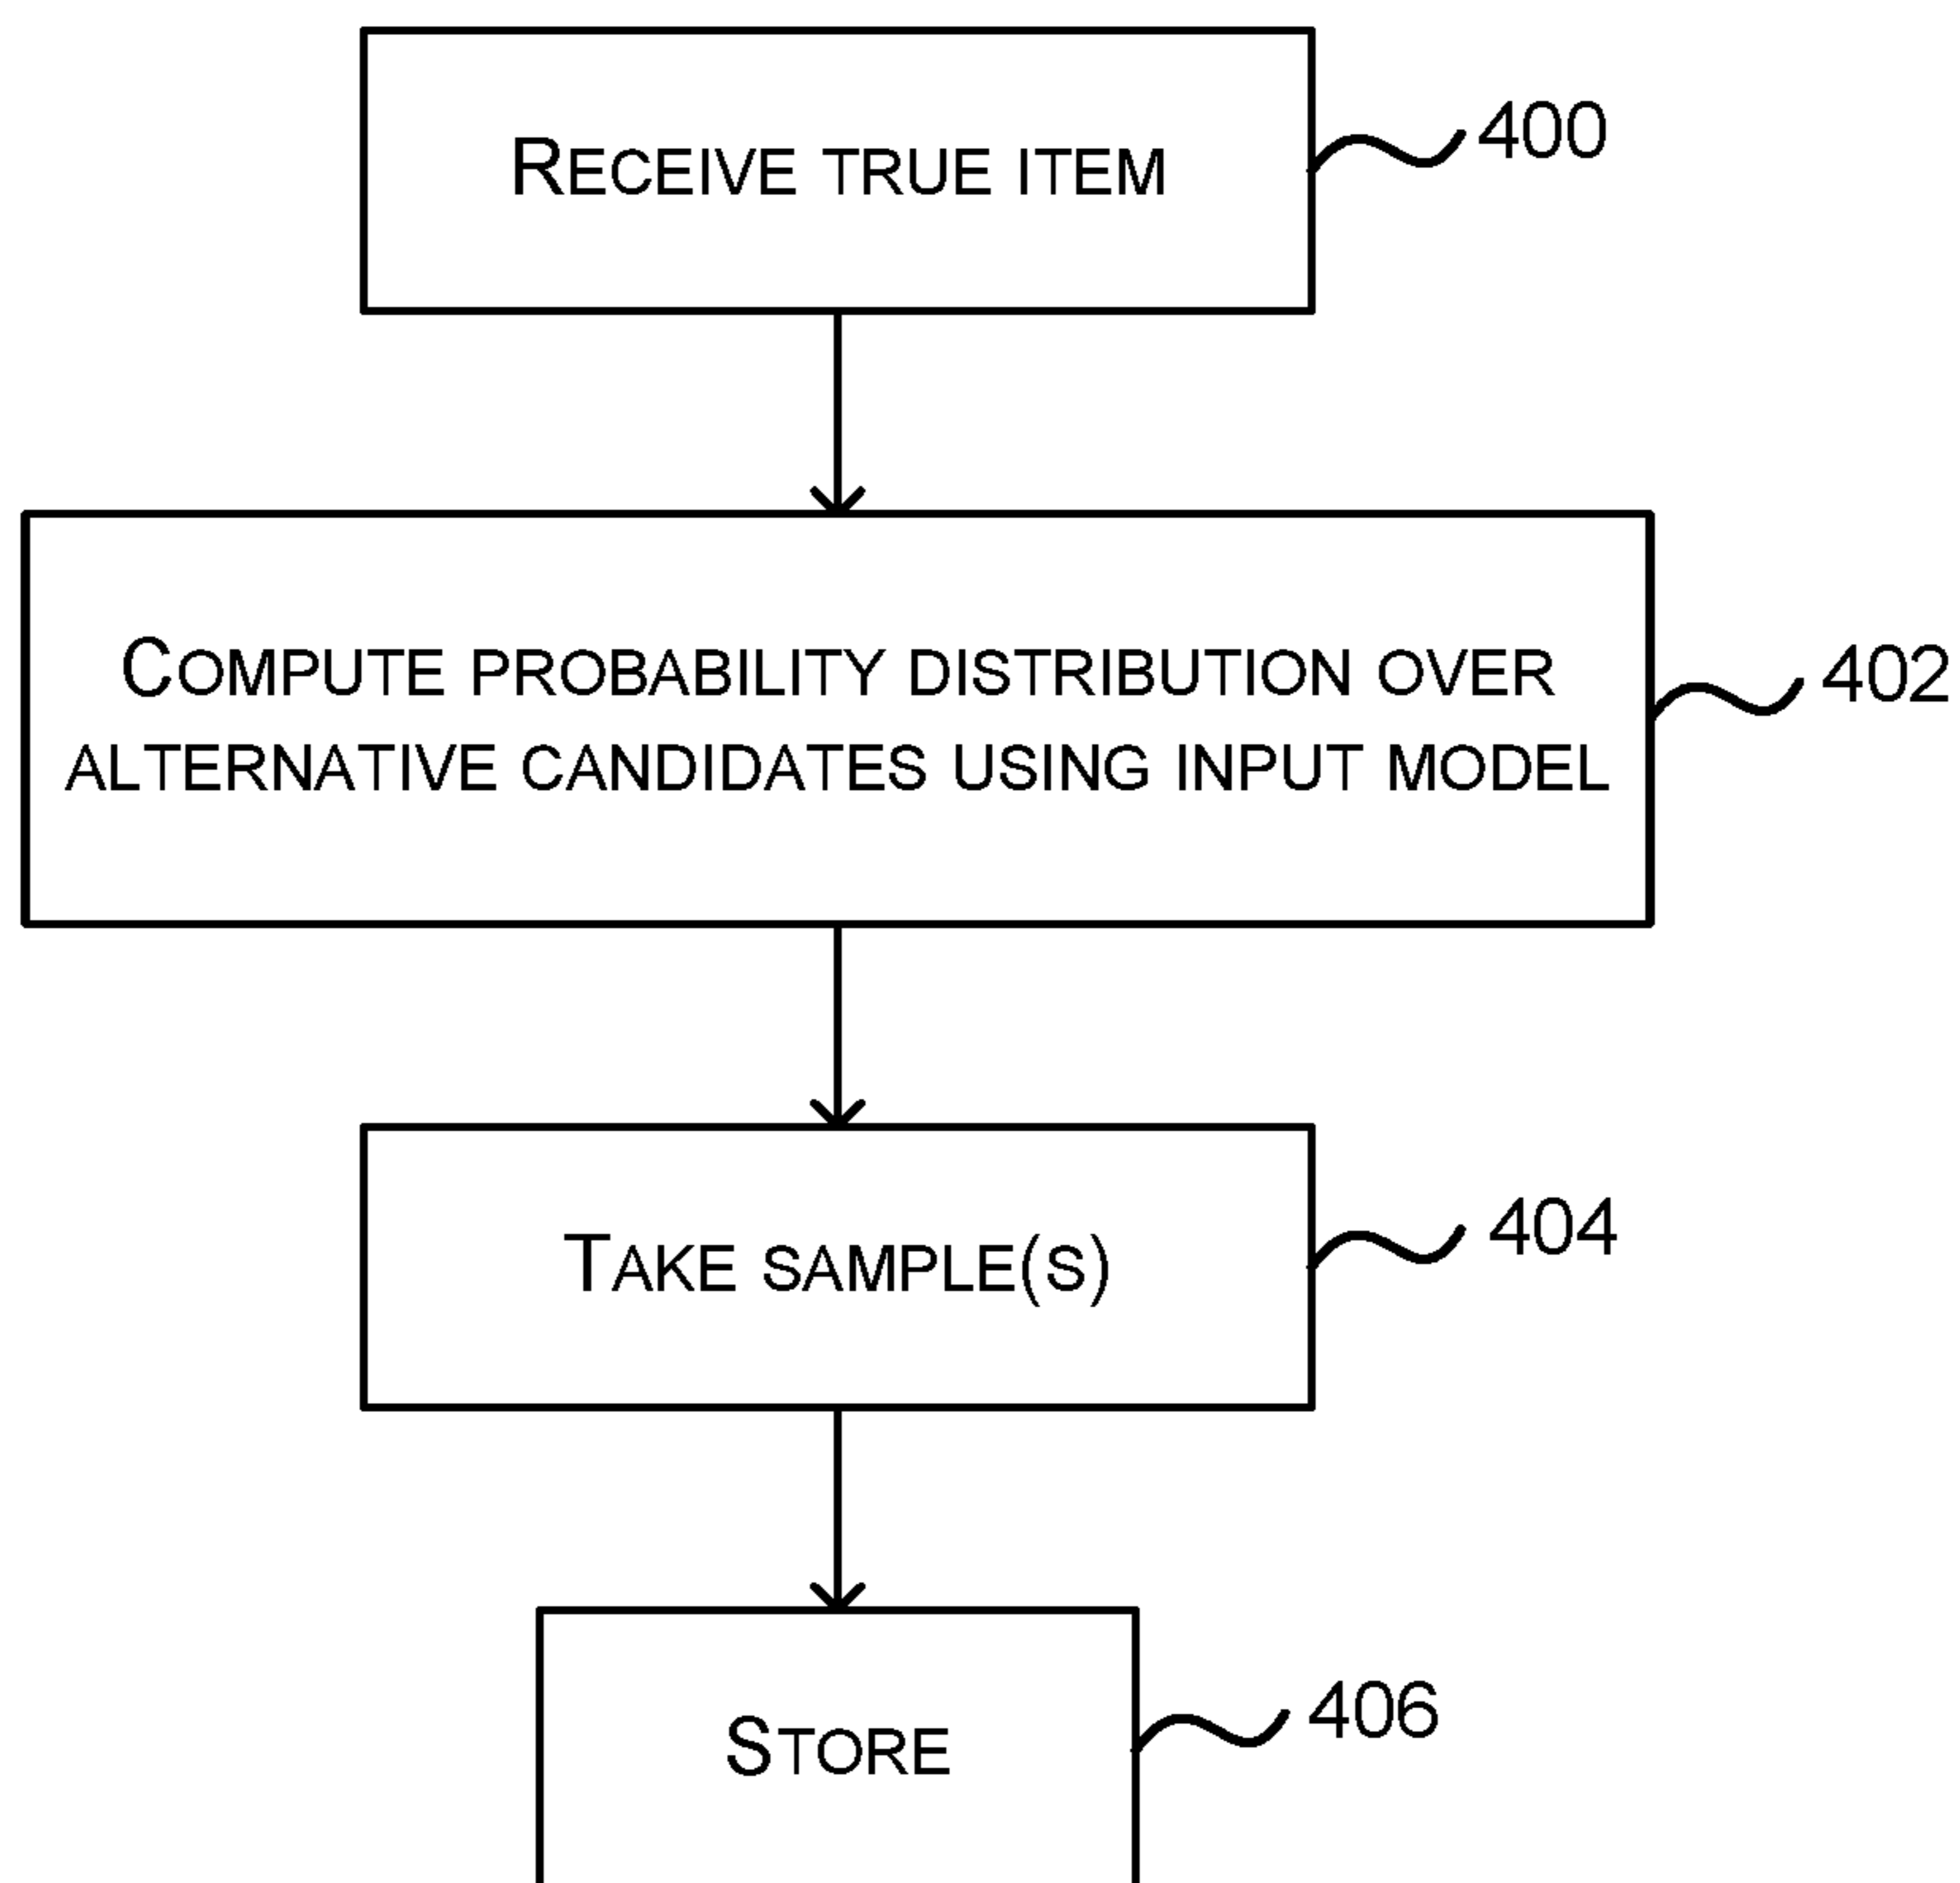 RECEIVE TRUE ITEM
400
COMPUTE PROBABILITY DISTRIBUTION OVER
ALTERNATIVE CANDIDATES USING INPUT MODEL
402
TAKE SAMPLE(S)
404
STORE
406